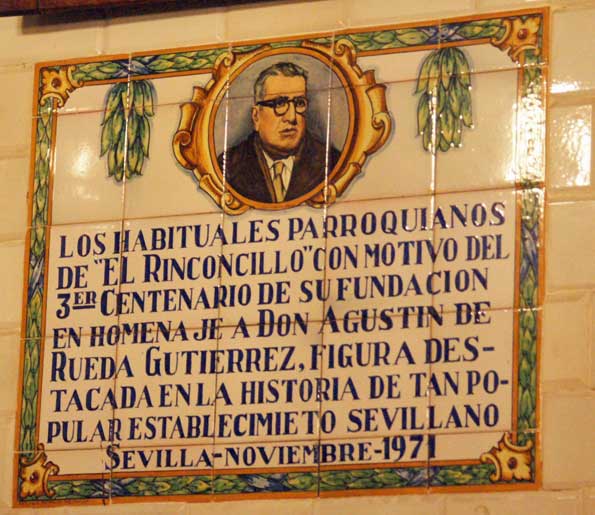 LOS HABITUALES PARROQUIANOS
DE "EL RINCONCILLO" CON MOTIVO DEL
3ER CENTENARIO DE SU FUNDACION
EN HOMENAJE A DON AGUSTIN DE
RUEDA GUTIERREZ, FIGURA DES-
TACADA EN LA HISTORIA DE TAN PO-
PULAR ESTABLECIMIETO SEVILLANO
SEVILLA-NOVIEMBRE-1971